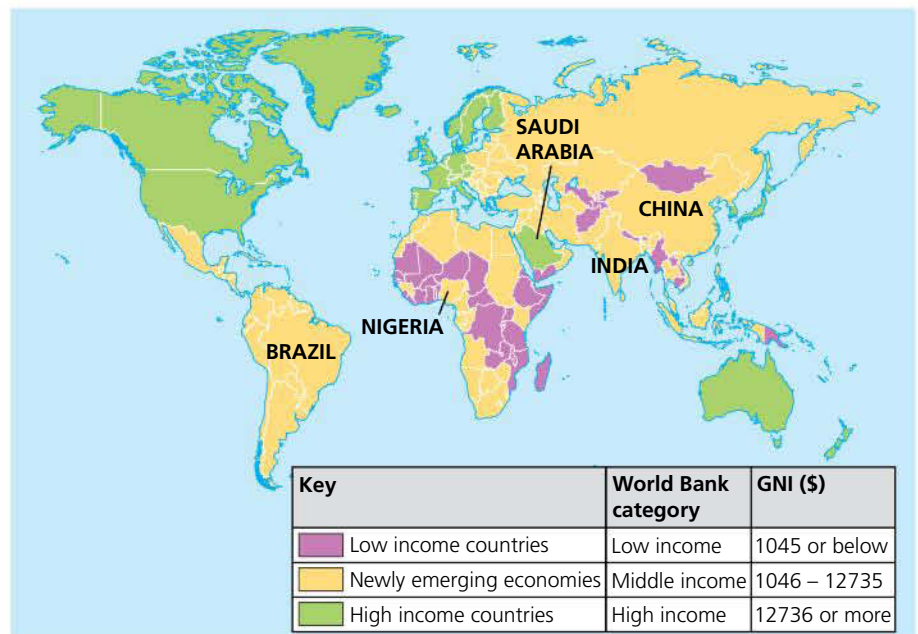 SAUDI
ARABIA
CHINA
INDIA
NIGERIA
BRAZIL
Key World Bank category GNI ($)
Low income countries Low income 1045 or below
Newly emerging economies Middle income 1046 – 12735
High income countries High income 12736 or more